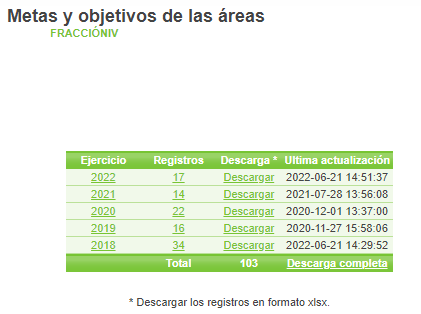 Metas y objetivos de las áreas
FRACCIÓNIV
Ejercicio Registros Descarga * Ultima actualización
2022 17 Descargar 2022-06-21 14:51:37
2021 14 Descargar 2021-07-28 13:56:08
2020 22 Descargar 2020-12-01 13:37:00
2019 16 Descargar 2020-11-27 15:58:06
2018 34 Descargar 2022-06-21 14:29:52
Total 103 Descarga completa
* Descargar los registros en formato xlsx.